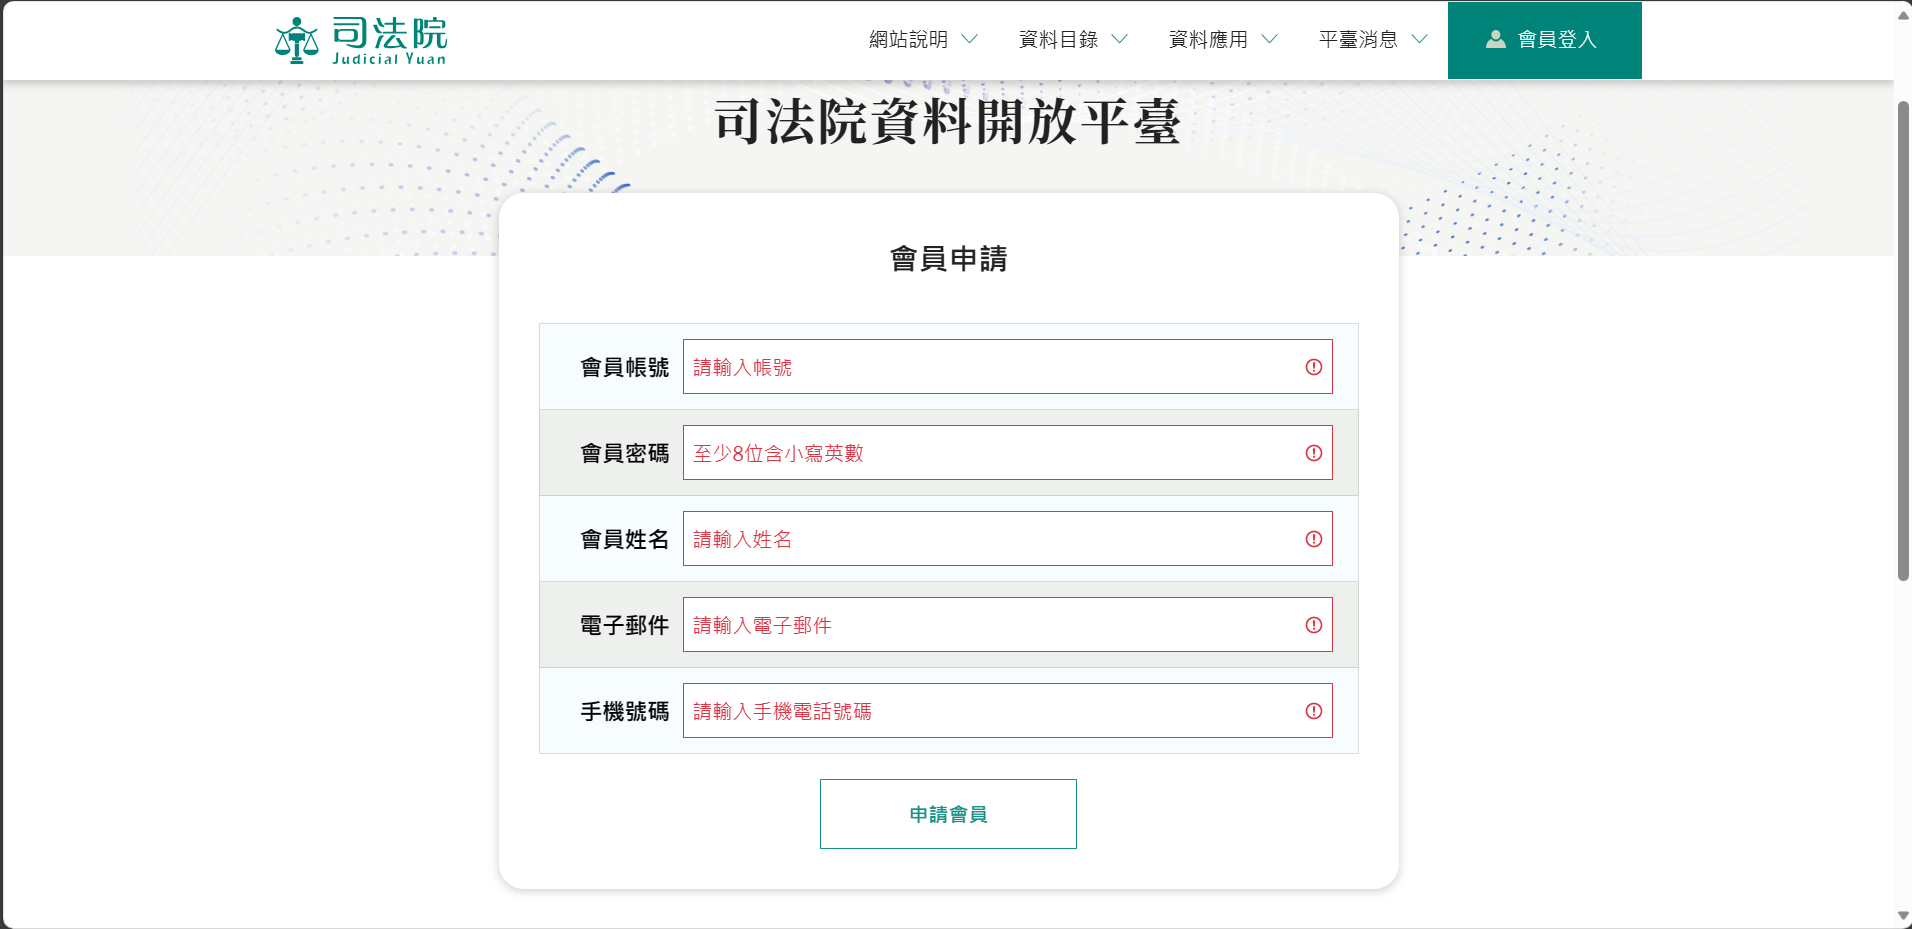 司法院
Judicial Yuan
網站說明
資料目錄
資料應用
平臺消息
會員登入
司法院資料開放平臺
會員申請
會員帳號 請輸入帳號
會員密碼 至少8位含小寫英數
會員姓名 請輸入姓名
電子郵件 請輸入電子郵件
手機號碼 請輸入手機電話號碼
申請會員